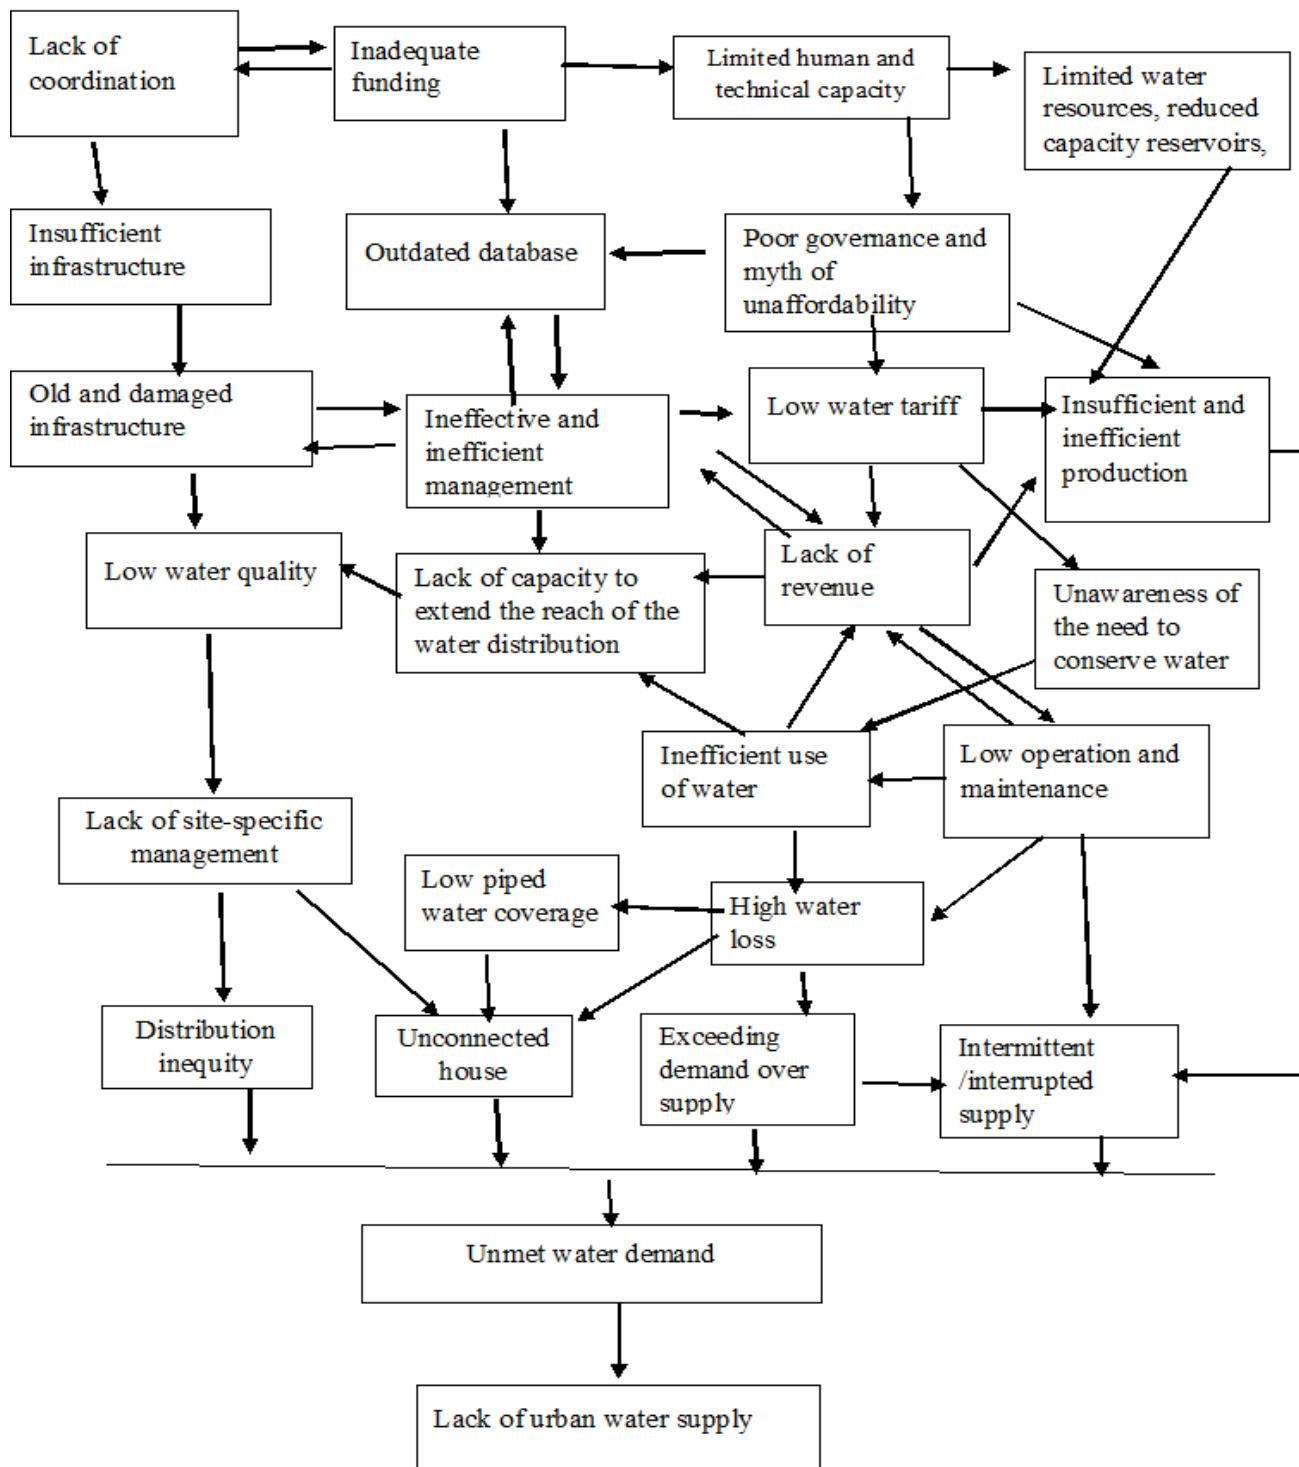 Lack of
coordination
Inadequate
funding
Limited human and
technical capacity
Limited water
resources, reduced
capacity reservoirs,
Insufficient
infrastructure
Outdated database
Poor governance and
myth of
unaffordability
Old and damaged
infrastructure
Ineffective and
inefficient
management
Low water tariff
Insufficient and
inefficient
production
Low water quality
Lack of capacity to
extend the reach of the
water distribution
Lack of
revenue
Unawareness of
the need to
conserve water
Inefficient use
of water
Low operation and
maintenance
Lack of site-specific
management
Low piped
water coverage
High water
loss
Distribution
inequity
Unconnected
house
Exceeding
demand over
supply
Intermittent
/interrupted
supply
Unmet water demand
Lack of urban water supply